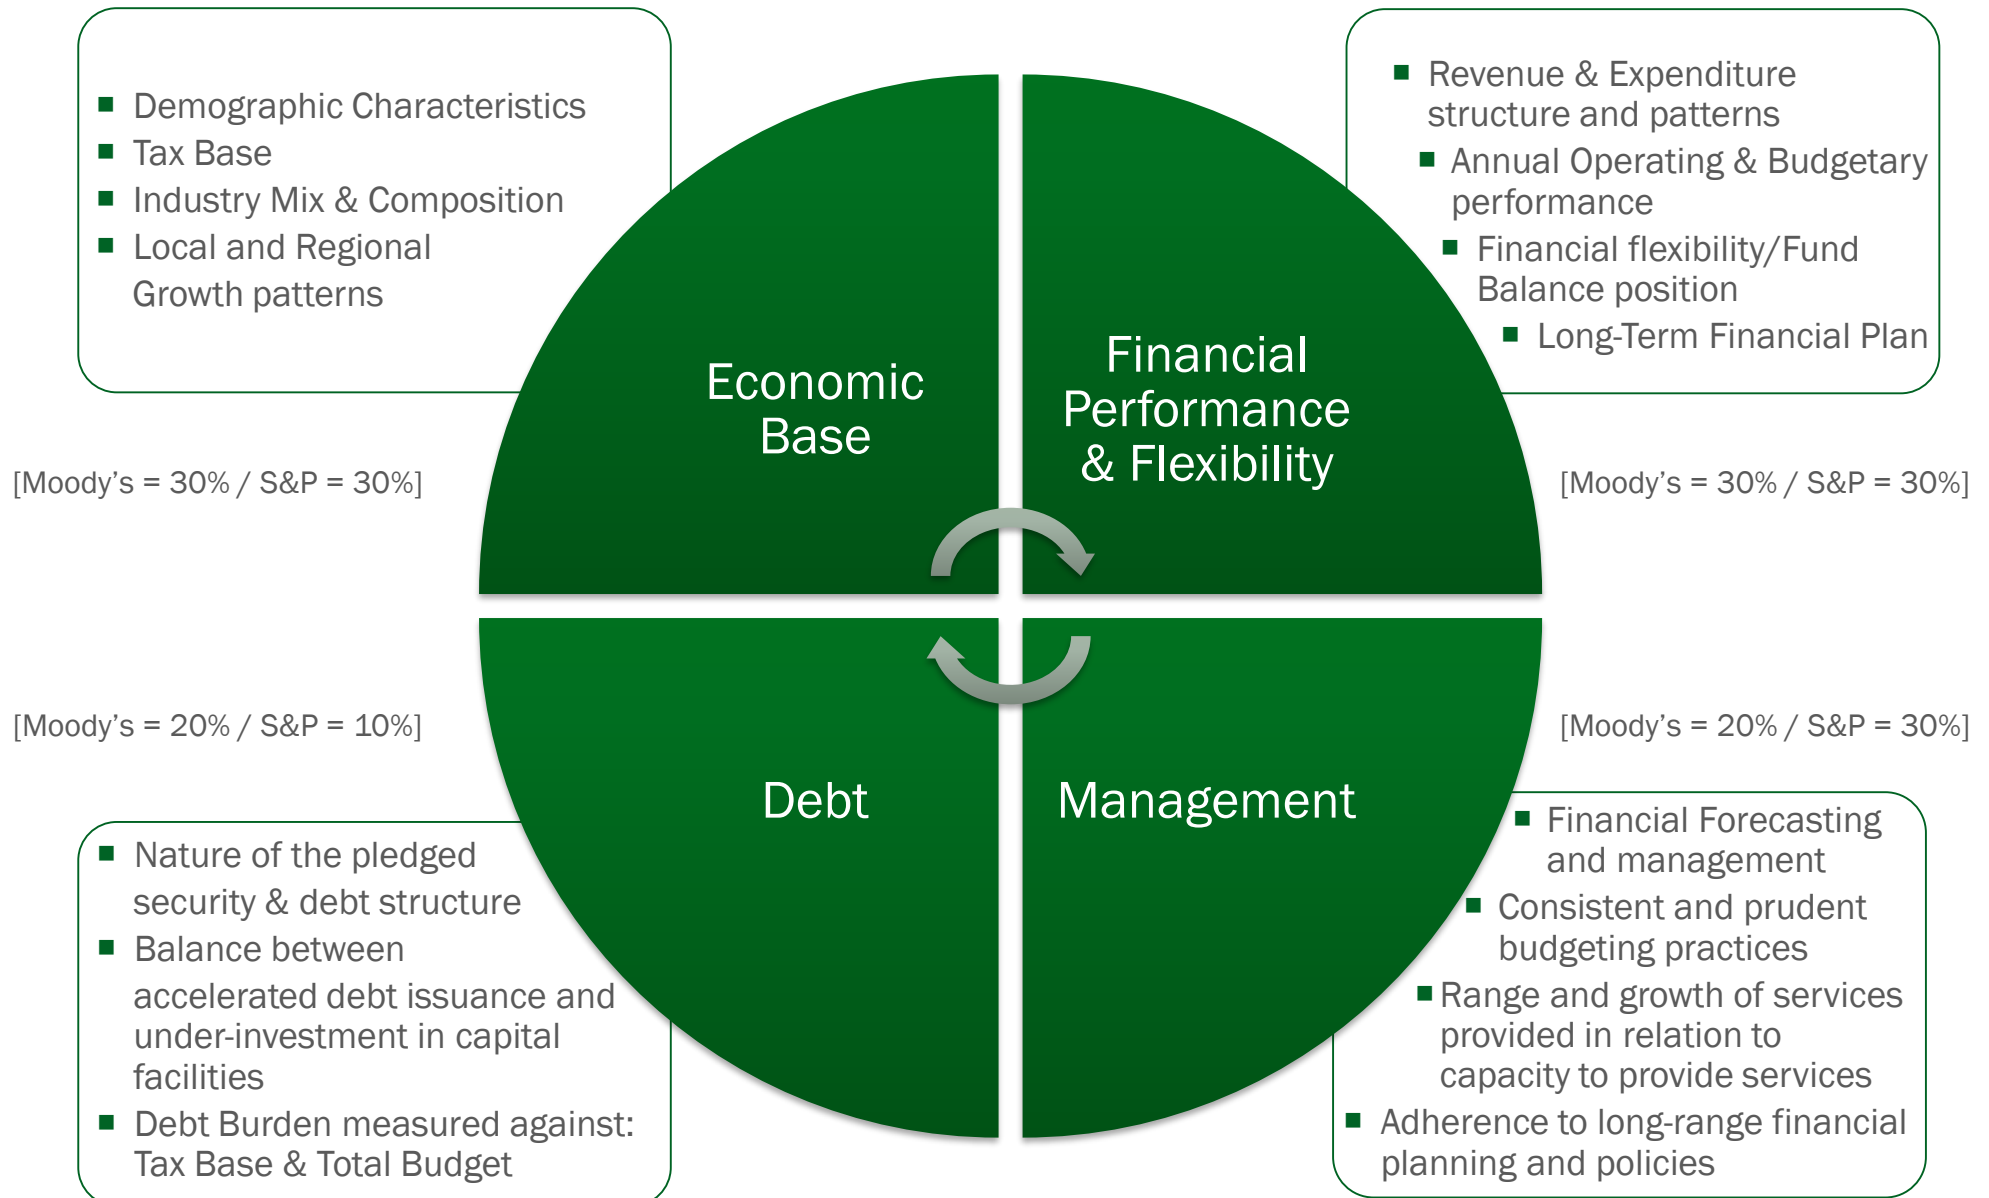 Demographic Characteristics
Tax Base
Industry Mix & Composition
Local and Regional
Growth patterns
Revenue & Expenditure
structure and patterns
Annual Operating & Budgetary
performance
Financial flexibility/Fund
Balance position
Long-Term Financial Plan
Economic
Base
Financial
Performance
& Flexibility
[Moody’s = 30% / S&P = 30%]
[Moody’s = 30% / S&P = 30%]
[Moody’s = 20% / S&P = 10%]
[Moody’s = 20% / S&P = 30%]
Debt
Management
Nature of the pledged
security & debt structure
Balance between
accelerated debt issuance and
under-investment in capital
facilities
Debt Burden measured against:
Tax Base & Total Budget
Financial Forecasting
and management
Consistent and prudent
budgeting practices
Range and growth of services
provided in relation to
capacity to provide services
Adherence to long-range financial
planning and policies